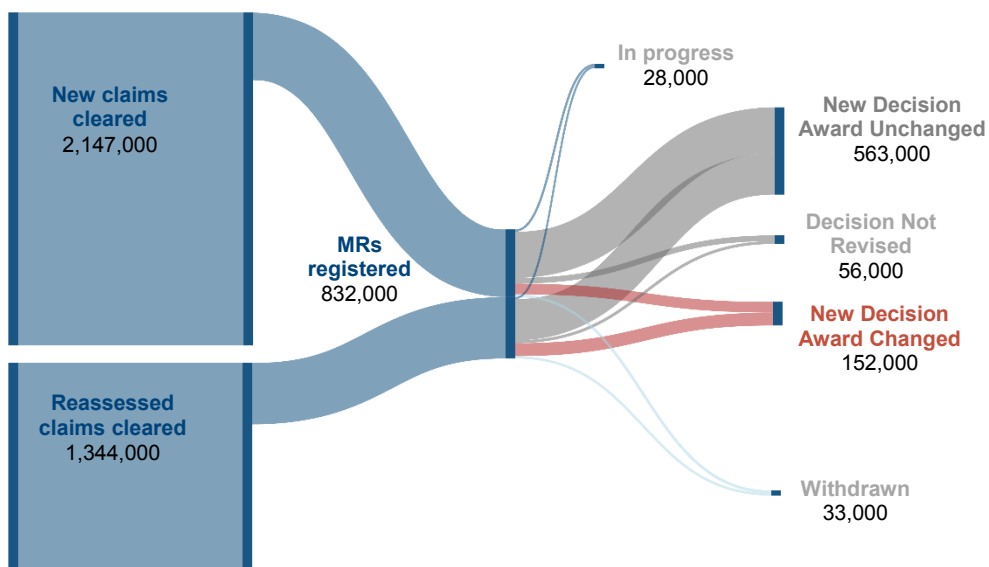 New claims
cleared
2,147,000
Reassessed
claims cleared
1,344,000
MRs
registered
832,000
In progress
28,000
New Decision
Award Unchanged
563,000
Decision Not
Revised
56,000
New Decision
Award Changed
152,000
Withdrawn
33,000